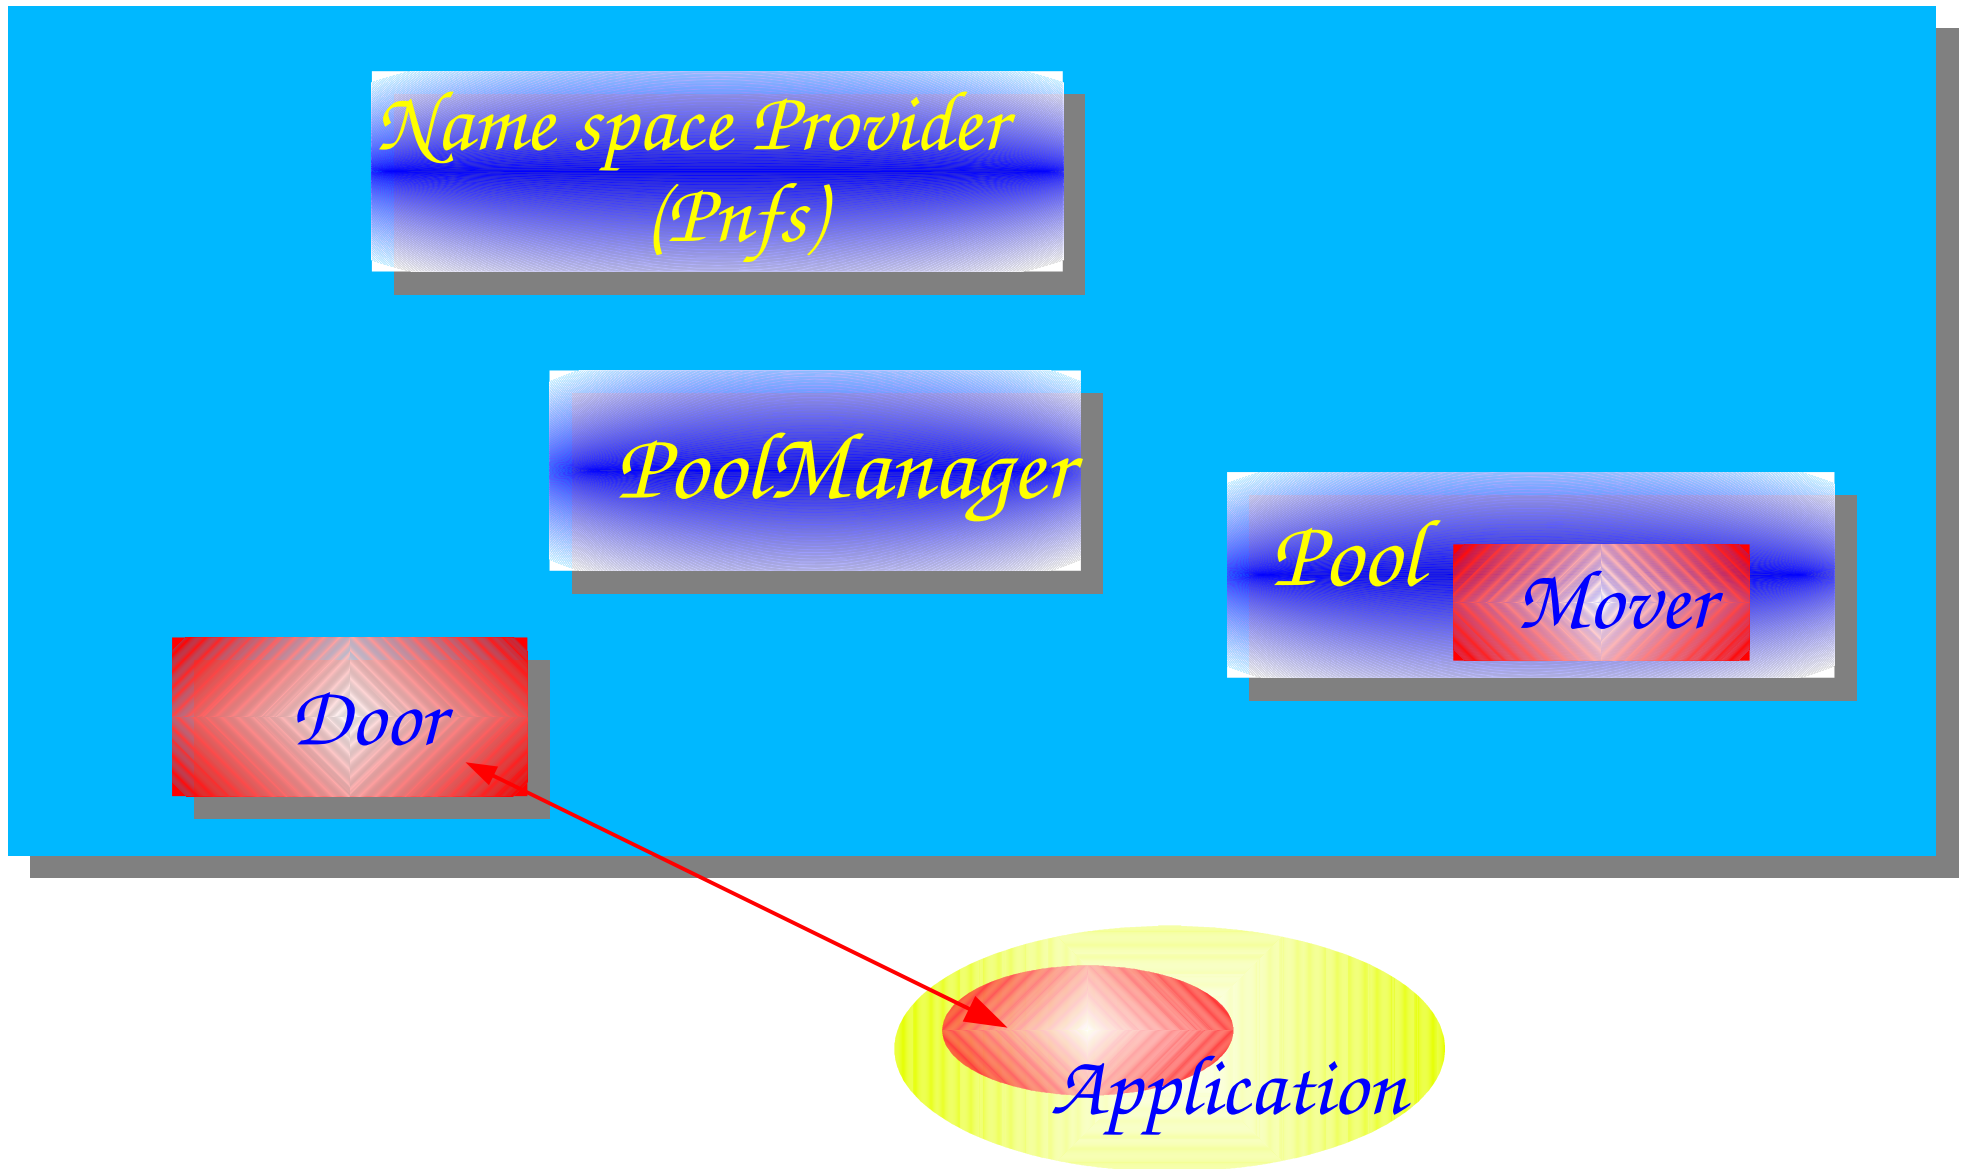 Name space Provider
(Pnfs)
PoolManager
Pool
Mover
Door
Application